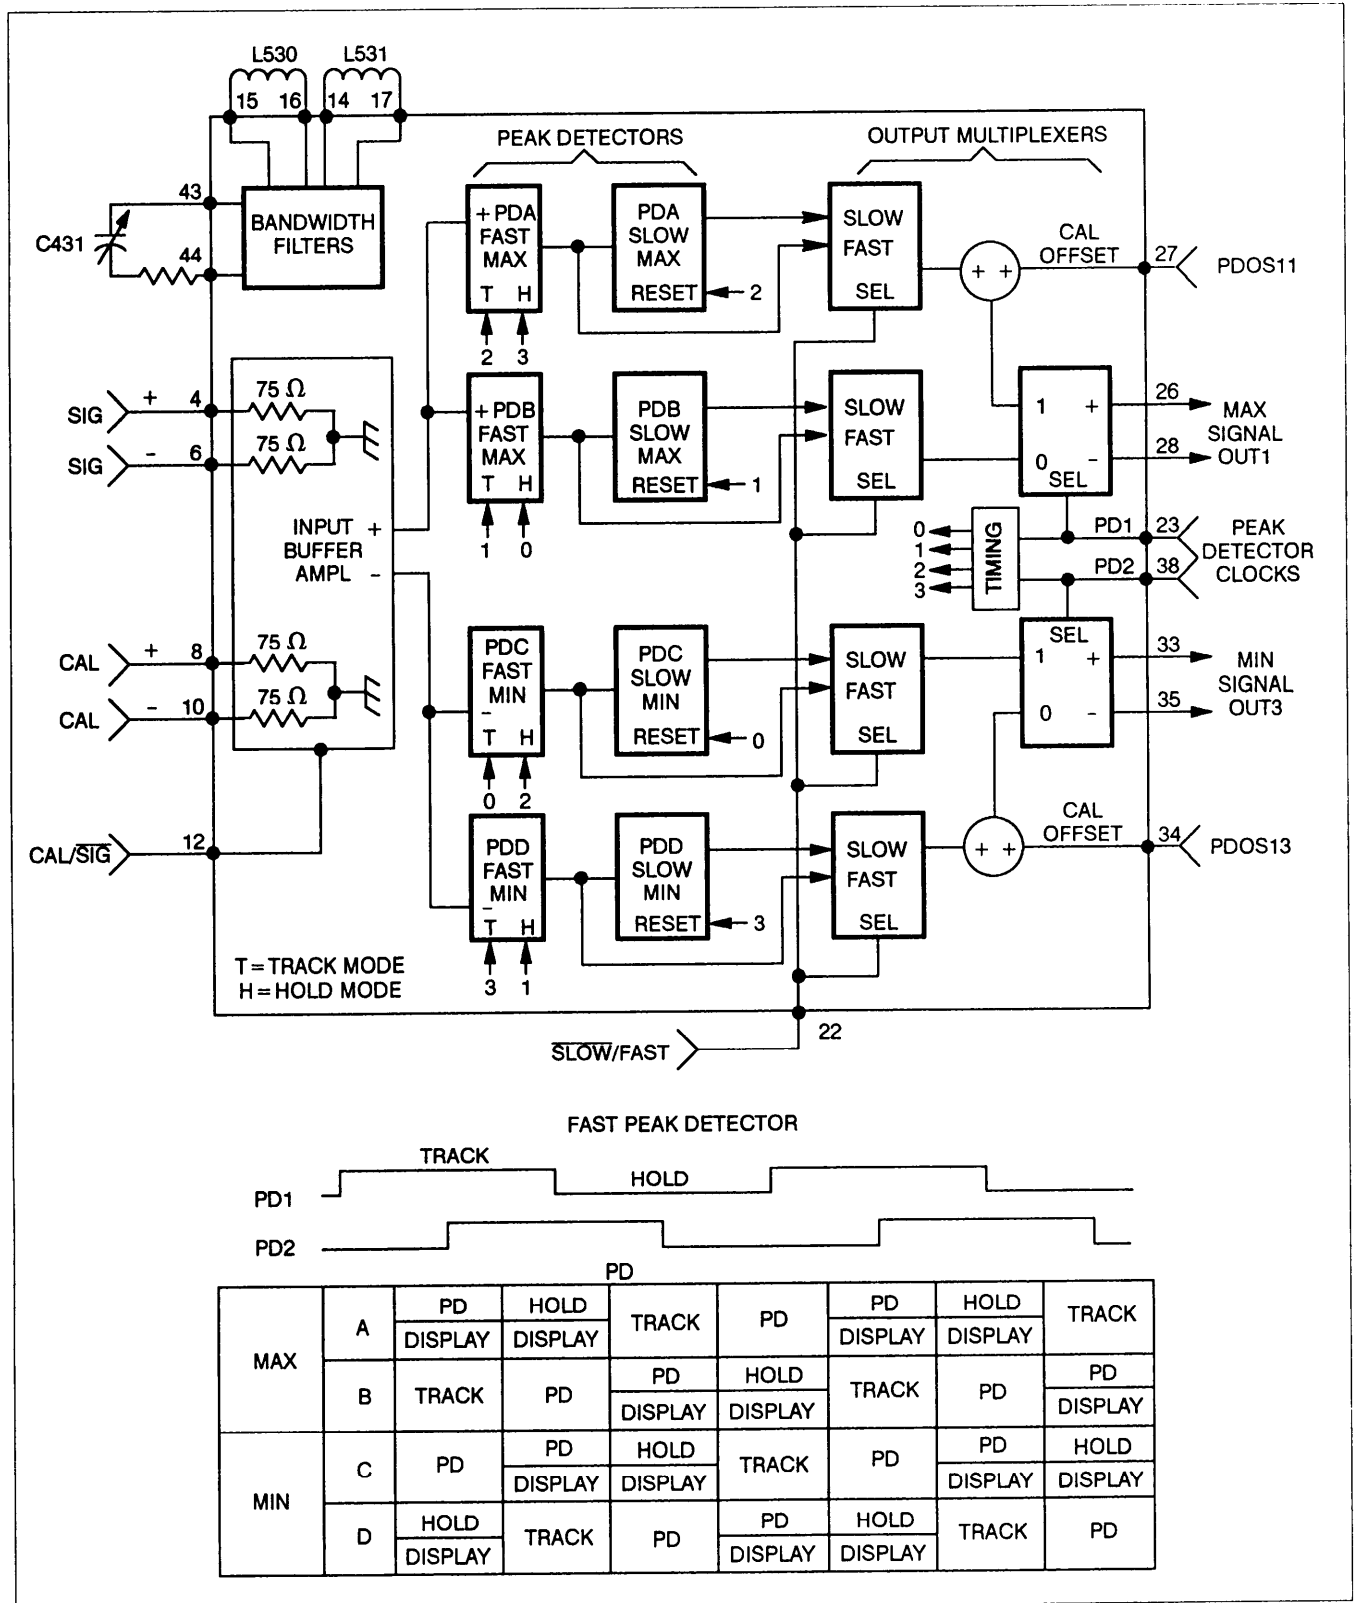 L530 L531
15 16 14 17
PEAK DETECTORS OUTPUT MULTIPLEXERS
43
C431
44
BANDWIDTH
FILTERS
+ PDA
FAST
MAX
T H
2 3
PDA
SLOW
MAX
RESET 2
SLOW
FAST
SEL
+ +
CAL
OFFSET
27
PDOS11
SIG + 4 75 Ω
SIG - 6 75 Ω
INPUT +
BUFFER
AMPL -
+ PDB
FAST
MAX
T H
1 0
PDB
SLOW
MAX
RESET 1
SLOW
FAST
SEL
1 +
0 -
SEL
26
28
MAX
SIGNAL
OUT1
0
1
2
3
TIMING
PD1 23
PD2 38
PEAK
DETECTOR
CLOCKS
CAL + 8 75 Ω
CAL - 10 75 Ω
PDC
FAST
MIN
-
T H
0 2
PDC
SLOW
MIN
RESET 0
SLOW
FAST
SEL
SEL
1 +
0 -
33
35
MIN
SIGNAL
OUT3
CAL/SIG 12
PDD
FAST
MIN
-
T H
3 1
PDD
SLOW
MIN
RESET 3
SLOW
FAST
SEL
+ +
CAL
OFFSET
34
PDOS13
T = TRACK MODE
H = HOLD MODE
22
SLOW/FAST
FAST PEAK DETECTOR
TRACK
HOLD
PD1
PD2
PD
MAX A PD DISPLAY HOLD DISPLAY TRACK PD PD DISPLAY HOLD DISPLAY TRACK
B TRACK PD PD DISPLAY HOLD DISPLAY TRACK PD PD DISPLAY
MIN C PD PD DISPLAY HOLD DISPLAY TRACK PD PD DISPLAY HOLD DISPLAY
D HOLD DISPLAY TRACK PD PD DISPLAY HOLD DISPLAY TRACK PD